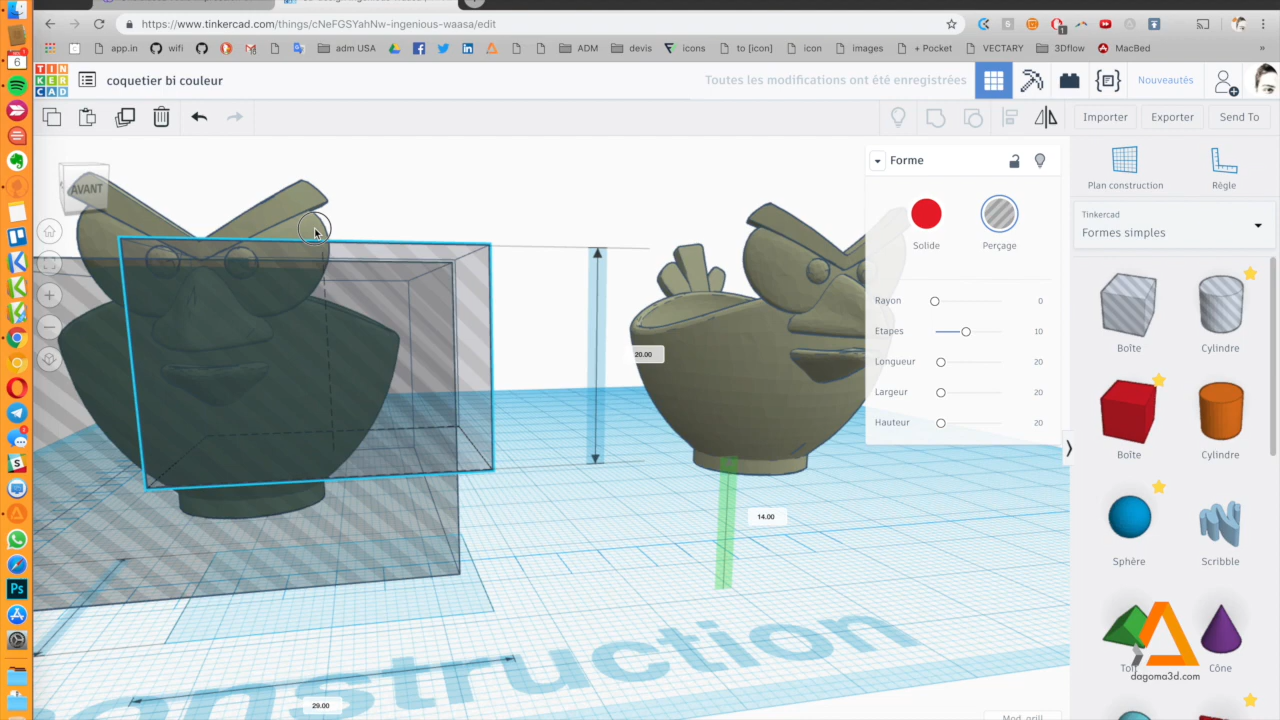 https://www.tinkercad.com/things/cNeFGSYahNw-ingenious-waasa/edit
app.in
wifi
adm USA
ADM
devis
icons
to [icon]
icon
images
+ Pocket
VECTARY
3Dflow
MacBed
TIN
KER
CAD
coquetier bi couleur
Toutes les modifications ont été enregistrées
Nouveautés
Importer
Exporter
Send To
AVANT
Forme
Solide
Perçage
Rayon 0
Etapes 10
Longueur 20
Largeur 20
Hauteur 20
Plan construction
Règle
Tinkercad
Formes simples
Boîte
Cylindre
Boîte
Cylindre
Sphère
Scribble
Toit
Cône
dagoma3d.com
20.00
14.00
29.00
6
Ps
onstruction